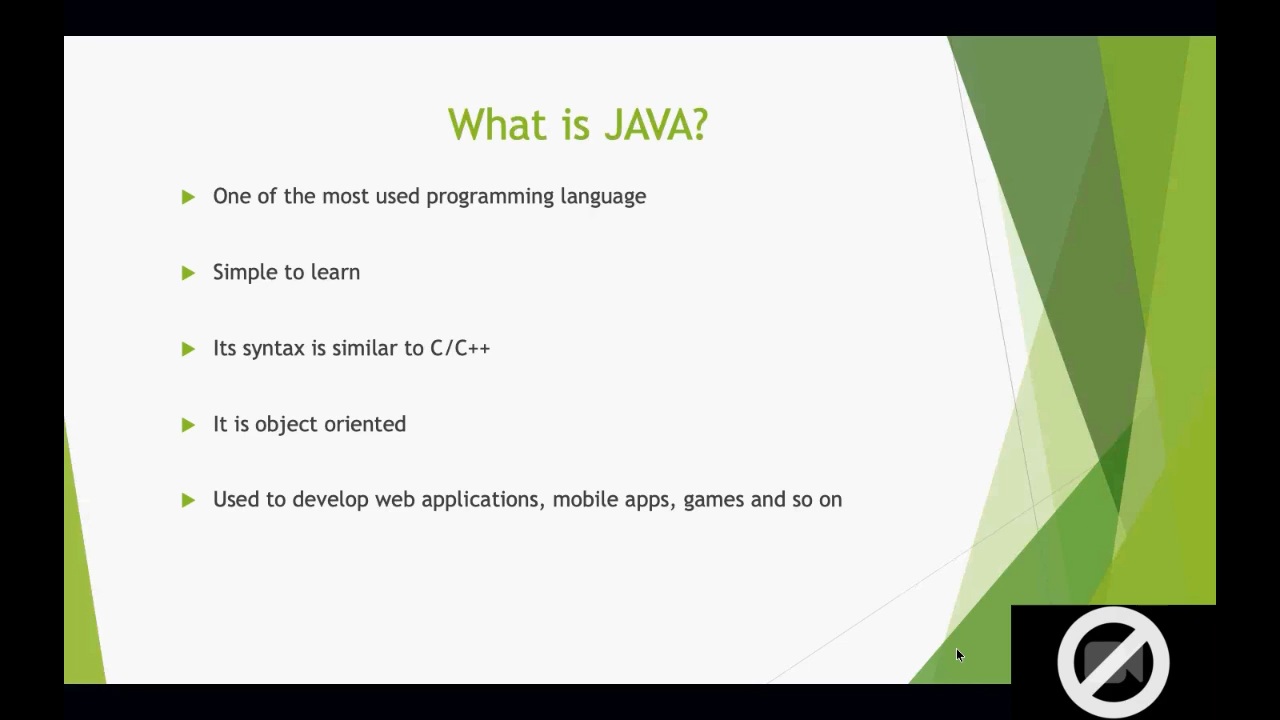 What is JAVA?
One of the most used programming language
Simple to learn
Its syntax is similar to C/C++
It is object oriented
Used to develop web applications, mobile apps, games and so on